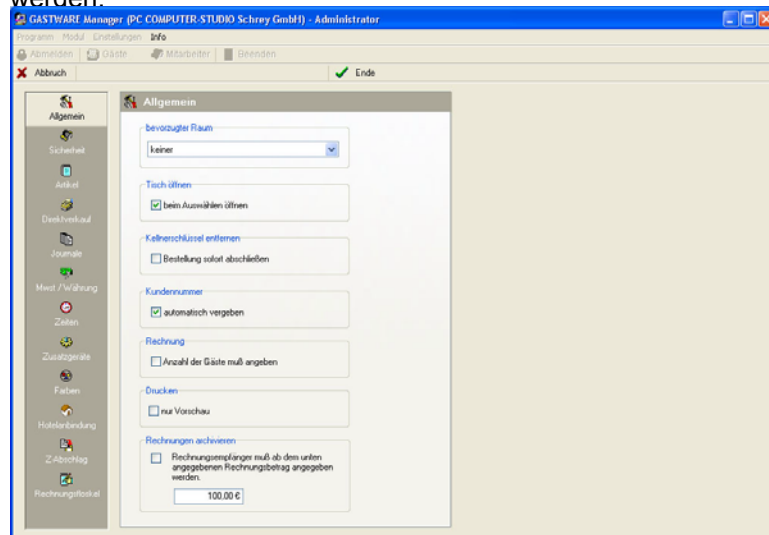 werden.
GASTWARE Manager (PC COMPUTER-STUDIO Schrey GmbH) - Administrator
Programm Modul Einstellungen Info
Abmelden Gäste Mitarbeiter Beenden
Abbruch Ende
Allgemein
Sicherheit
Artikel
Direktverkauf
Journale
Mwst / Währung
Zeiten
Zusatzgeräte
Farben
Hotelanbindung
Z Abschlag
Rechnungsfloskel
Allgemein
bevorzugter Raum
keiner
Tisch öffnen
beim Auswählen öffnen
Kellnerschlüssel entfernen
Bestellung sofort abschließen
Kundennummer
automatisch vergeben
Rechnung
Anzahl der Gäste muß angeben
Drucken
nur Vorschau
Rechnungen archivieren
Rechnungsempfänger muß ab dem unten
angegebenen Rechnungsbetrag angegeben
werden.
100,00 €